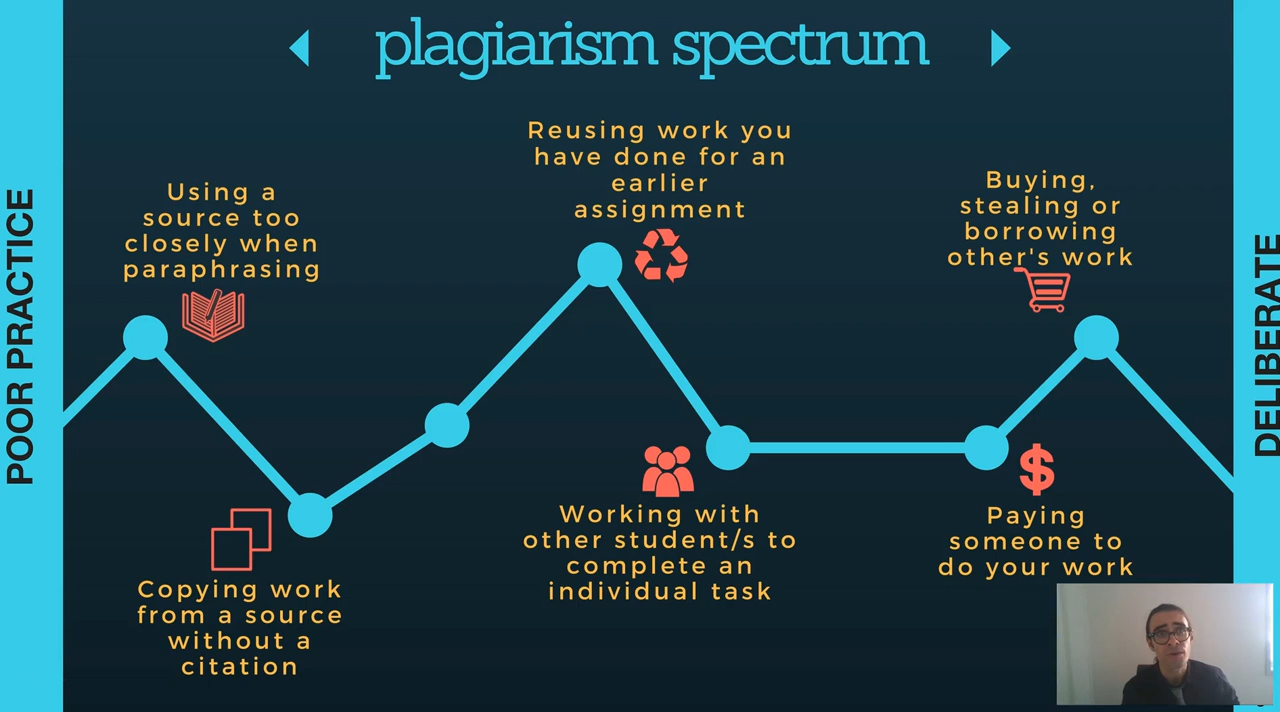 plagiarism spectrum
POOR PRACTICE
Using a
source too
closely when
paraphrasing
Copying work
from a source
without a
citation
Reusing work you
have done for an
earlier
assignment
Working with
other student/s to
complete an
individual task
Buying,
stealing or
borrowing
other's work
$
Paying
someone to
do your work
DELIBERATE